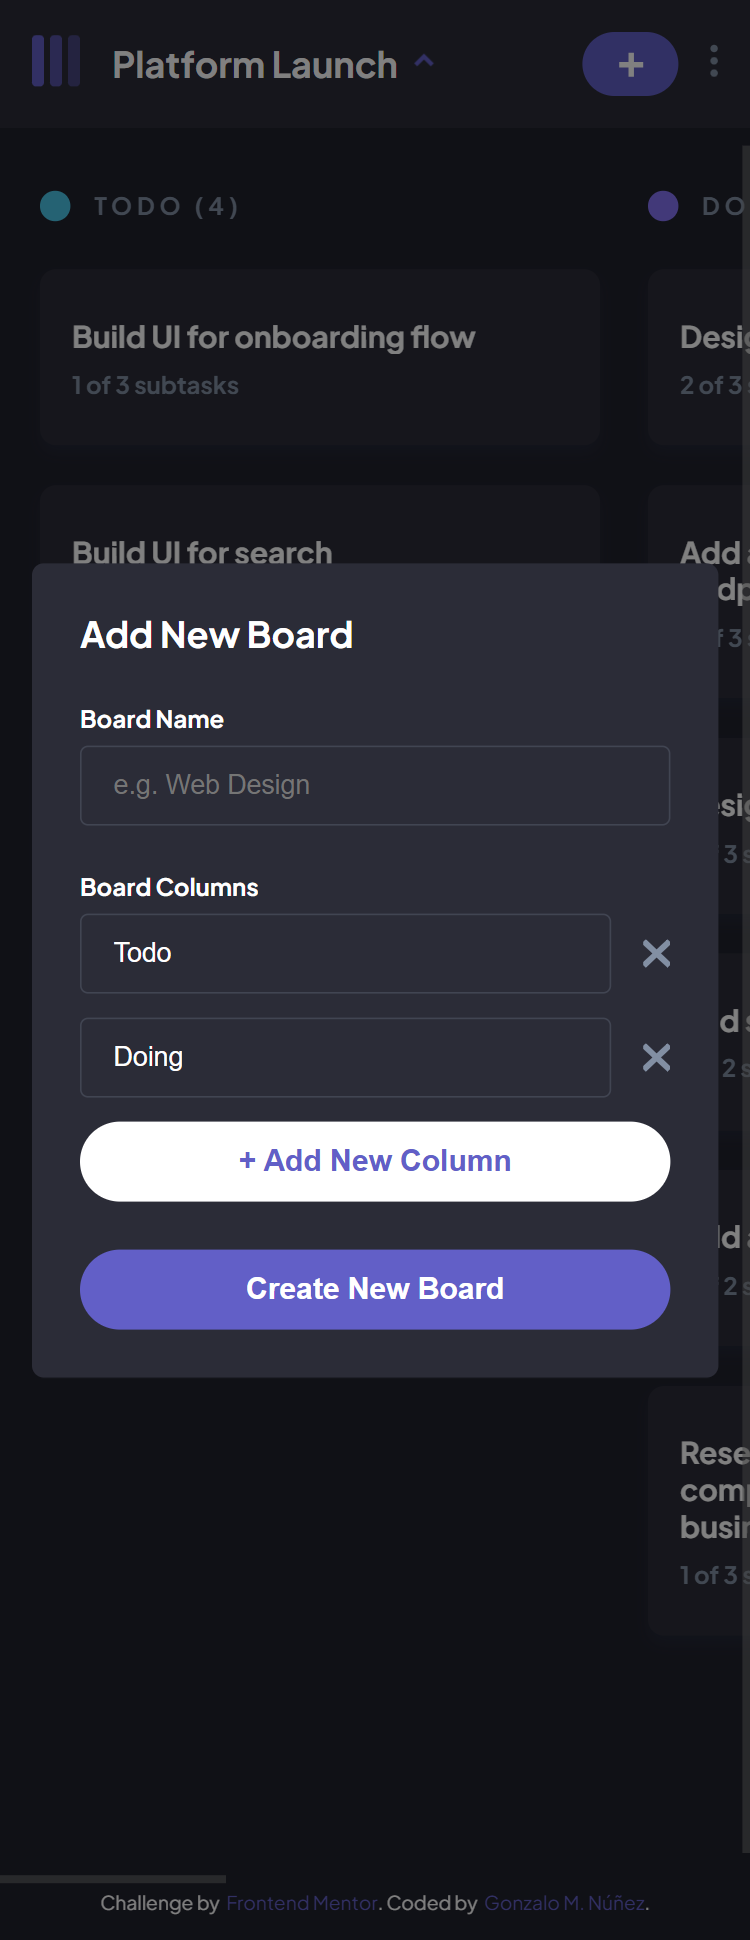 Platform Launch
+
TODO (4)
DO
Build UI for onboarding flow
1 of 3 subtasks
Desig
2 of 3 s
Build UI for search
Add a
dp
f 3 s
Add New Board
Board Name
e.g. Web Design
esig
3 s
Board Columns
Todo
Doing
d s
2 s
+ Add New Column
Create New Board
ld a
2 s
Rese
comp
busin
1 of 3 s
Challenge by Frontend Mentor. Coded by Gonzalo M. Núñez.